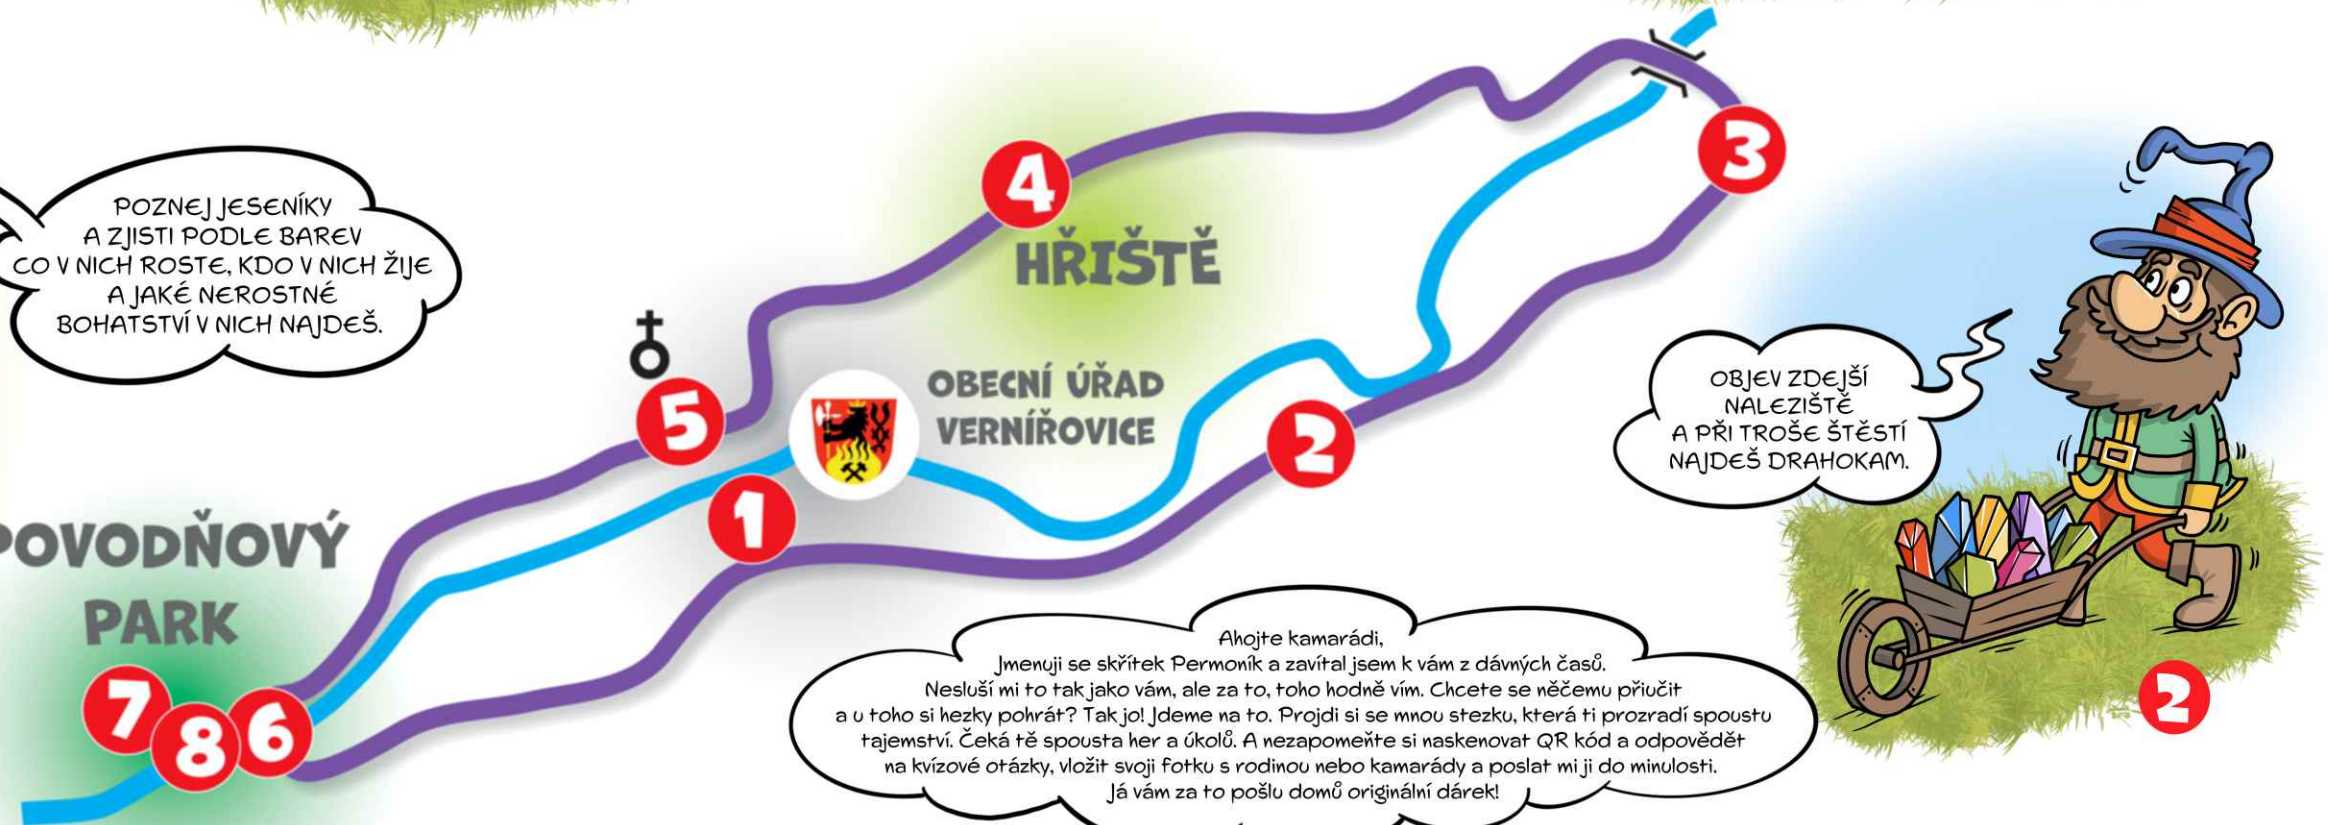 POZNEJ JESENÍKY
A ZJISTI PODLE BAREV
CO V NICH ROSTE, KDO V NICH ŽIJE
A JAKÉ NEROSTNÉ
BOHATSTVÍ V NICH NAJDEŠ.
3
4
HŘIŠTĚ
5
OBECNÍ ÚŘAD
VERNÍŘOVICE
2
1
OBJEV ZDEJŠÍ
NALEZIŠTĚ
A PŘI TROŠE ŠTĚSTÍ
NAJDEŠ DRAHOKAM.
2
POVODŇOVÝ
PARK
7
8
6
Ahojte kamarádi,
Jmenuji se skřítek Permoník a zavítal jsem k vám z dávných časů.
Nesluší mi to tak jako vám, ale za to, toho hodně vím. Chcete se něčemu přiučit
a u toho si hezky pohrát? Tak jo! Jdeme na to. Projdi si se mnou stezku, která ti prozradí spoustu
tajemství. Čeká tě spousta her a úkolů. A nezapomeňte si naskenovat QR kód a odpovědět
na kvízové otázky, vložit svoji fotku s rodinou nebo kamarády a poslat mi ji do minulosti.
Já vám za to pošlu domů originální dárek!